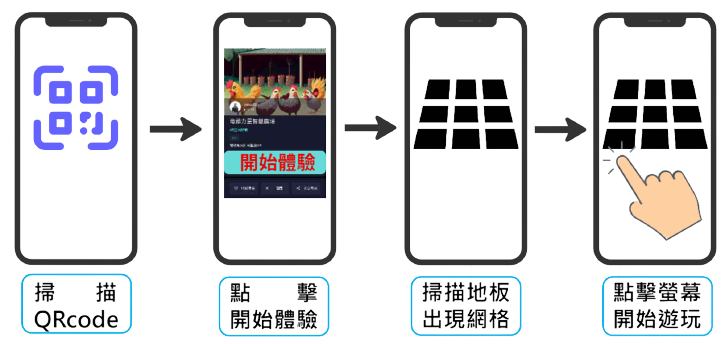 開始體驗
掃描
QRcode
點擊
開始體驗
掃描地板
出現網格
點擊螢幕
開始遊玩